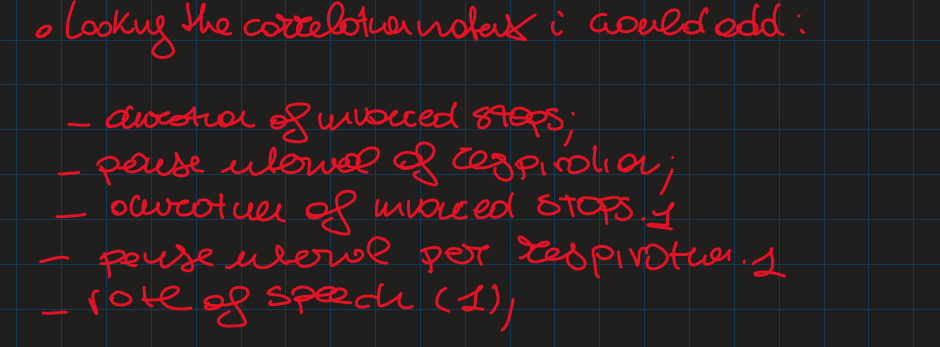 • Looking the correlation matrix i would add:
- duration of unvoiced stops;
- pause interval of respiration;
- duration of unvoiced stops.1
- pause interval per respiration.1
- rate of speech (1),